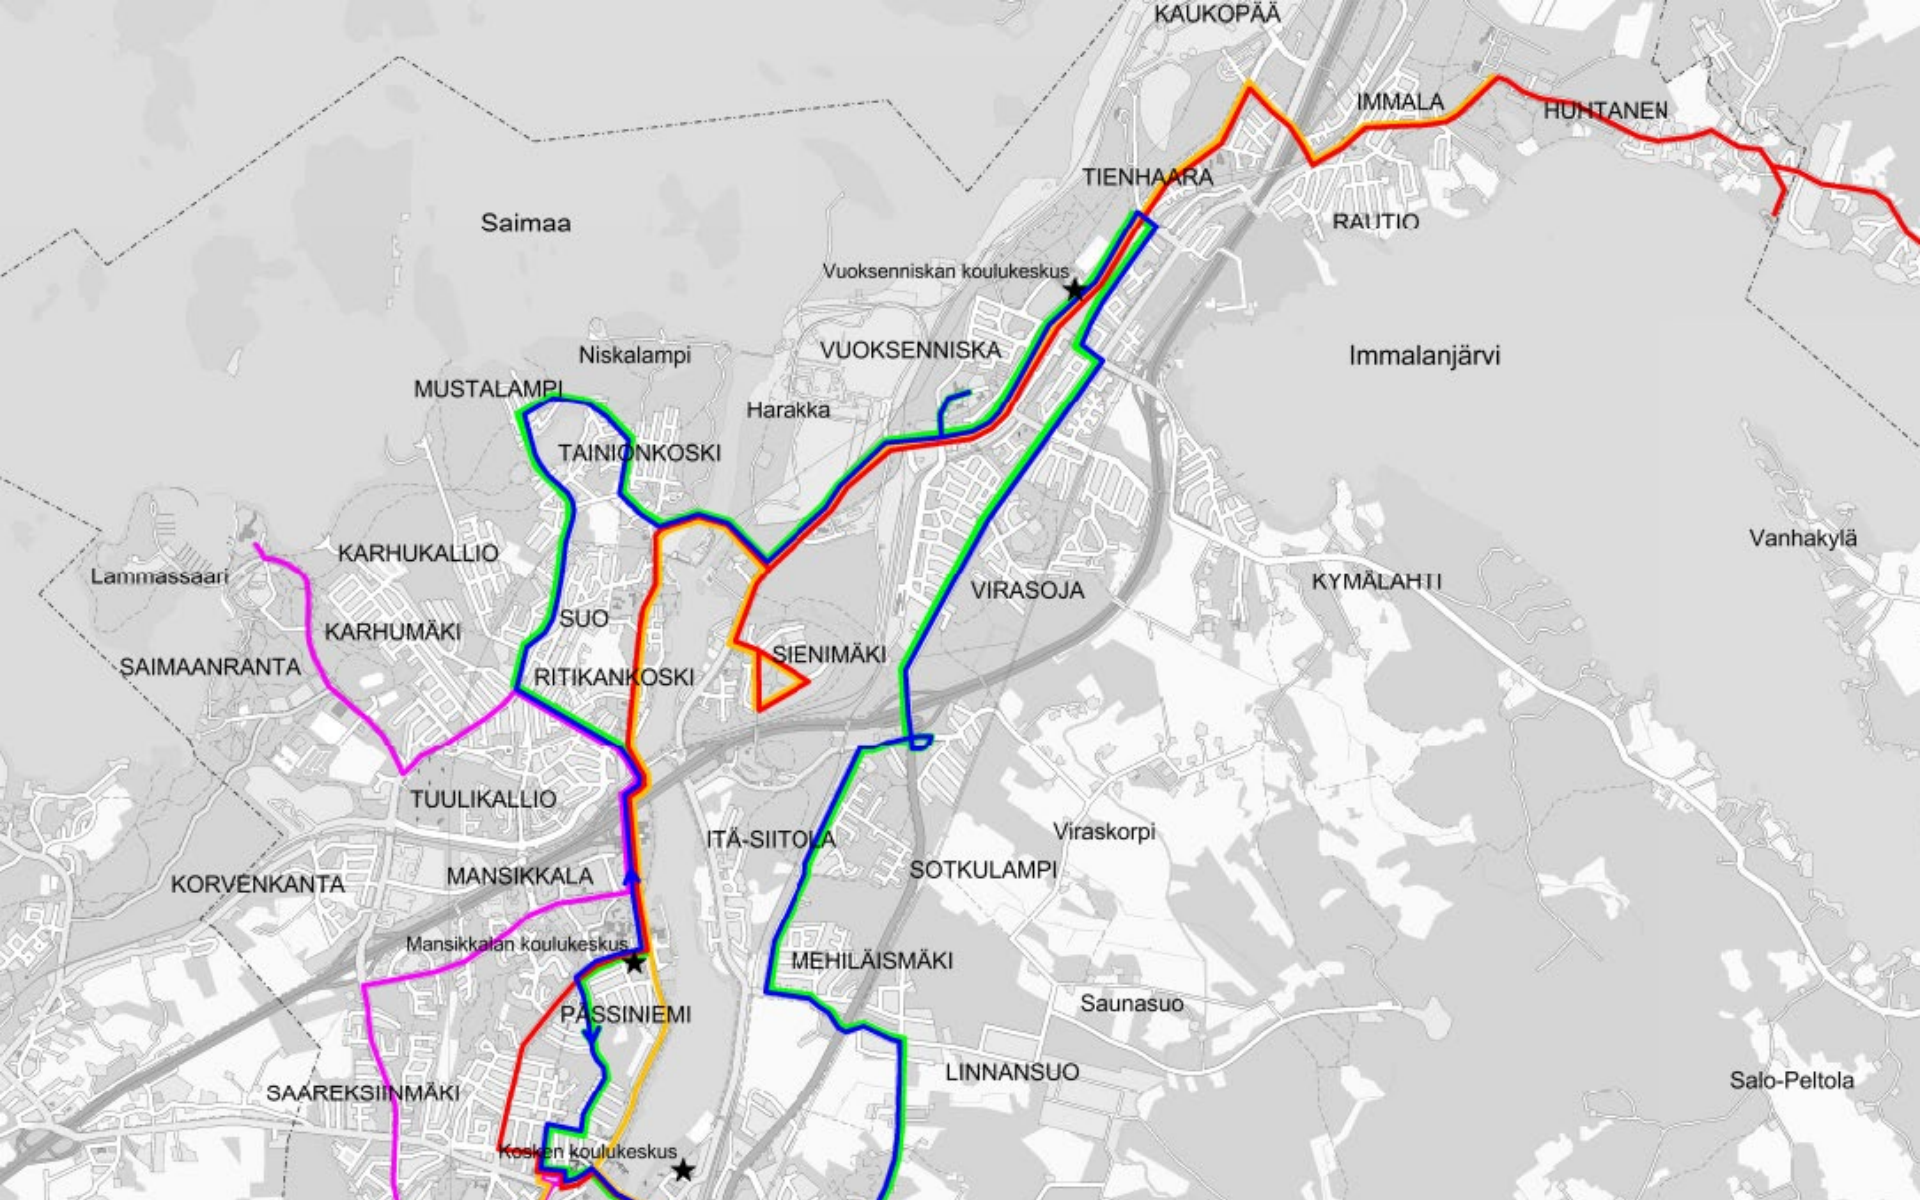 KAUKOPÄÄ
IMMALA
HUHTANEN
TIENHAARA
RAUTIO
Saimaa
Vuoksenniskan koulukeskus
VUOKSENNISKA
Niskalampi
Immalanjärvi
MUSTALAMPI
Harakka
TAINIONKOSKI
Vanhakylä
KARHUKALLIO
Lammassaari
KYMÄLAHTI
VIRASOJA
SUO
KARHUMÄKI
SIENIMÄKI
SAIMAANRANTA
RITIKANKOSKI
TUULIKALLIO
Viraskorpi
ITÄ-SIITOLA
SOTKULAMPI
MANSIKKALA
KORVENKANTA
Mansikkalan koulukeskus
MEHILÄISMÄKI
Saunasuo
PÄSSINIEMI
LINNANSUO
Salo-Peltola
SAAREKSIINMÄKI
Kosken koulukeskus